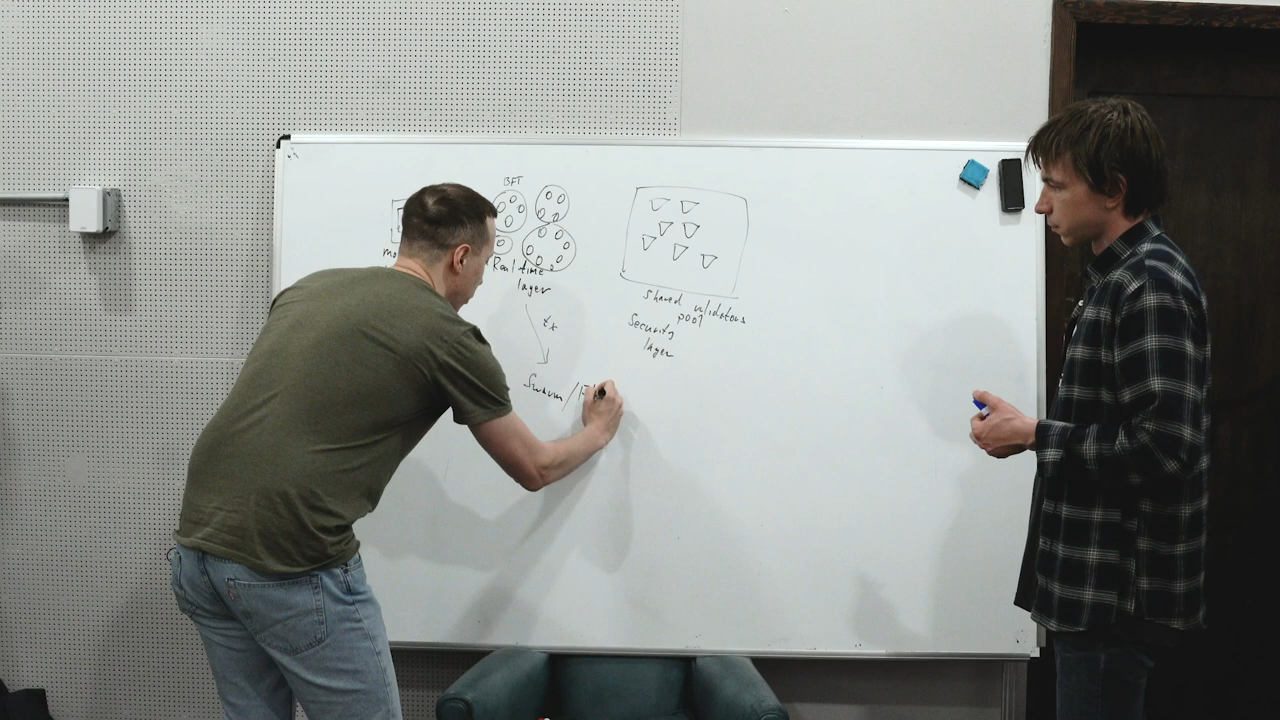 BFT
Real time
layer
tx
Swarm /
Shared validators
pool
Security
layer